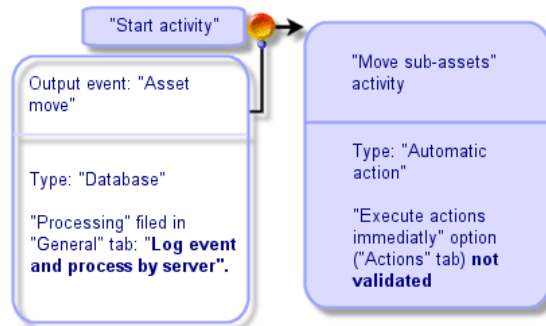 "Start activity"
Output event: "Asset
move"
Type: "Database"
"Processing" filed in
"General" tab: "Log event
and process by server".
"Move sub-assets"
activity
Type: "Automatic
action"
"Execute actions
immediatly" option
("Actions" tab) not
validated